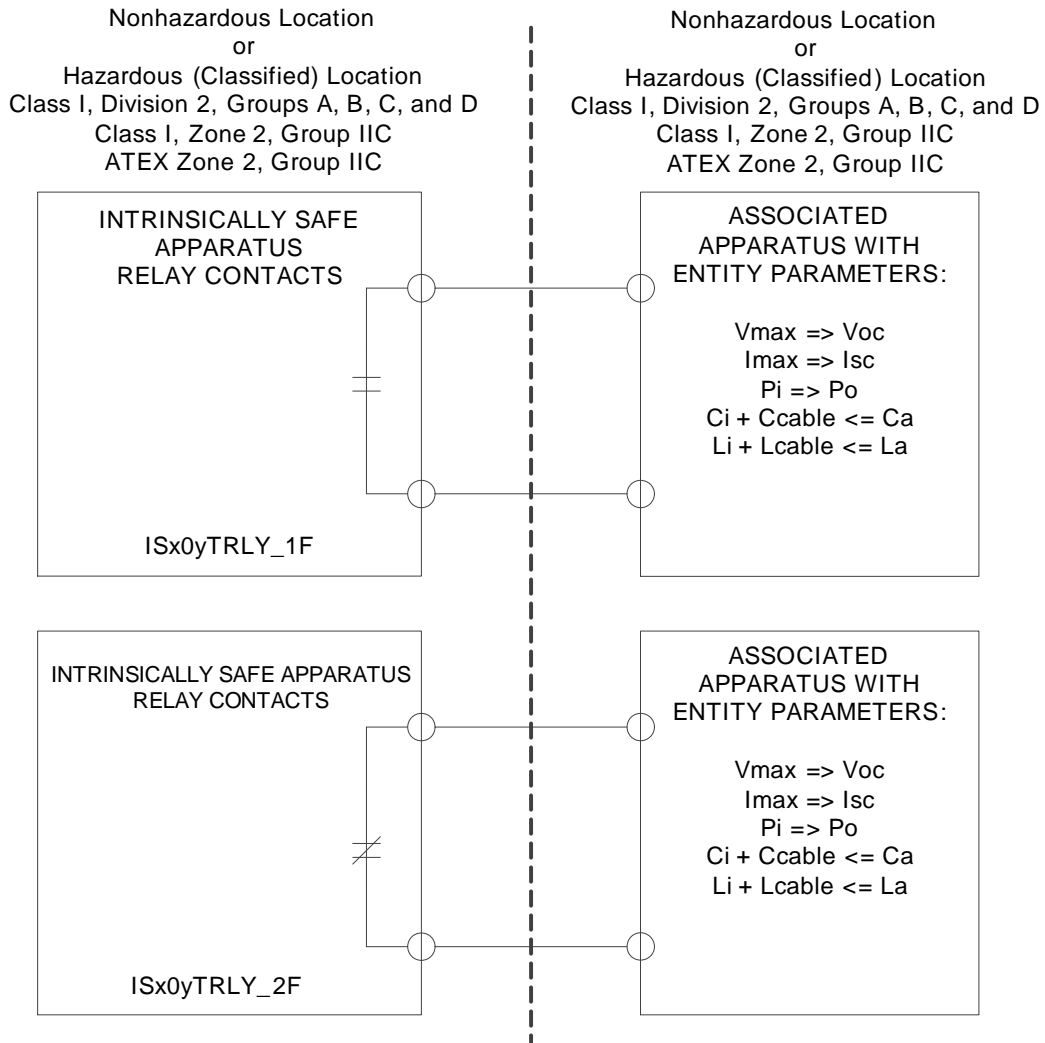 Nonhazardous Location
or
Hazardous (Classified) Location
Class I, Division 2, Groups A, B, C, and D
Class I, Zone 2, Group IIC
ATEX Zone 2, Group IIC
Nonhazardous Location
or
Hazardous (Classified) Location
Class I, Division 2, Groups A, B, C, and D
Class I, Zone 2, Group IIC
ATEX Zone 2, Group IIC
INTRINSICALLY SAFE
APPARATUS
RELAY CONTACTS
ISx0yTRLY_1F
ASSOCIATED
APPARATUS WITH
ENTITY PARAMETERS:
Vmax => Voc
Imax => Isc
Pi => Po
Ci + Ccable <= Ca
Li + Lcable <= La
INTRINSICALLY SAFE APPARATUS
RELAY CONTACTS
ISx0yTRLY_2F
ASSOCIATED
APPARATUS WITH
ENTITY PARAMETERS:
Vmax => Voc
Imax => Isc
Pi => Po
Ci + Ccable <= Ca
Li + Lcable <= La